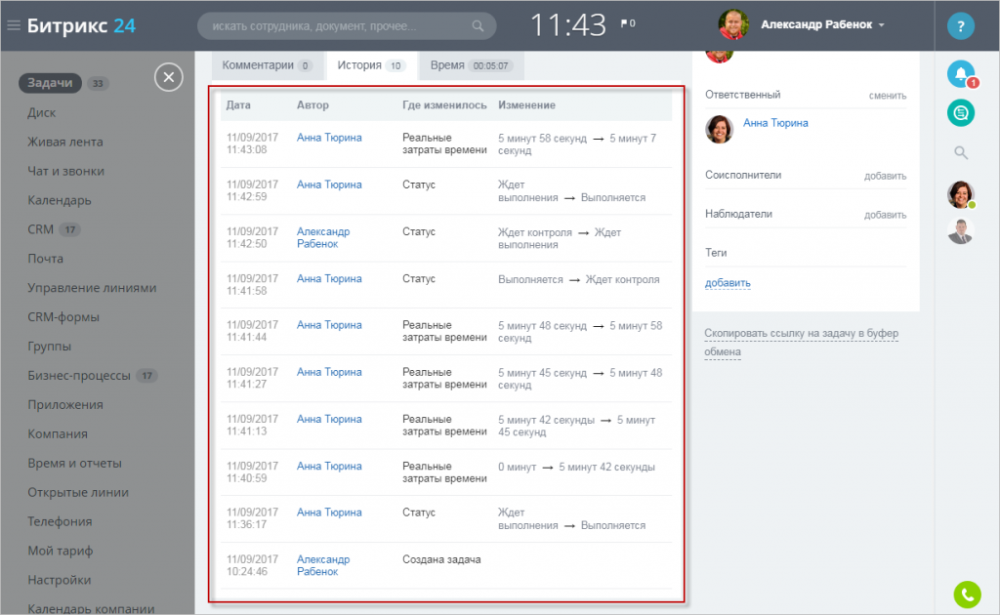 Битрикс 24
искать сотрудника, документ, прочее...
11:43
0
Александр Рабенок
?
Задачи 33
Диск
Живая лента
Чат и звонки
Календарь
CRM 17
Почта
Управление линиями
CRM-формы
Группы
Бизнес-процессы 17
Приложения
Компания
Время и отчеты
Открытые линии
Телефония
Мой тариф
Настройки
Календарь компании
Комментарии 0
История 10
Время 00:05:07
Дата Автор Где изменилось Изменение
11/09/2017 Анна Тюрина Реальные 5 минут 58 секунд → 5 минут 7
11:43:08 затраты времени секунд
11/09/2017 Анна Тюрина Статус Ждет
11:42:59 выполнения → Выполняется
11/09/2017 Александр Статус Ждет контроля → Ждет
11:42:50 Рабенок выполнения
11/09/2017 Анна Тюрина Статус Выполняется → Ждет контроля
11:41:58
11/09/2017 Анна Тюрина Реальные 5 минут 48 секунд → 5 минут 58
11:41:44 затраты времени секунд
11/09/2017 Анна Тюрина Реальные 5 минут 45 секунд → 5 минут 48
11:41:27 затраты времени секунд
11/09/2017 Анна Тюрина Реальные 5 минут 42 секунды → 5 минут
11:41:13 затраты времени 45 секунд
11/09/2017 Анна Тюрина Реальные 0 минут → 5 минут 42 секунды
11:40:59 затраты времени
11/09/2017 Анна Тюрина Статус Ждет
11:36:17 выполнения → Выполняется
11/09/2017 Александр Создана задача
10:24:46 Рабенок
Ответственный сменить
Анна Тюрина
Соисполнители добавить
Наблюдатели добавить
Теги
добавить
Скопировать ссылку на задачу в буфер
обмена
1